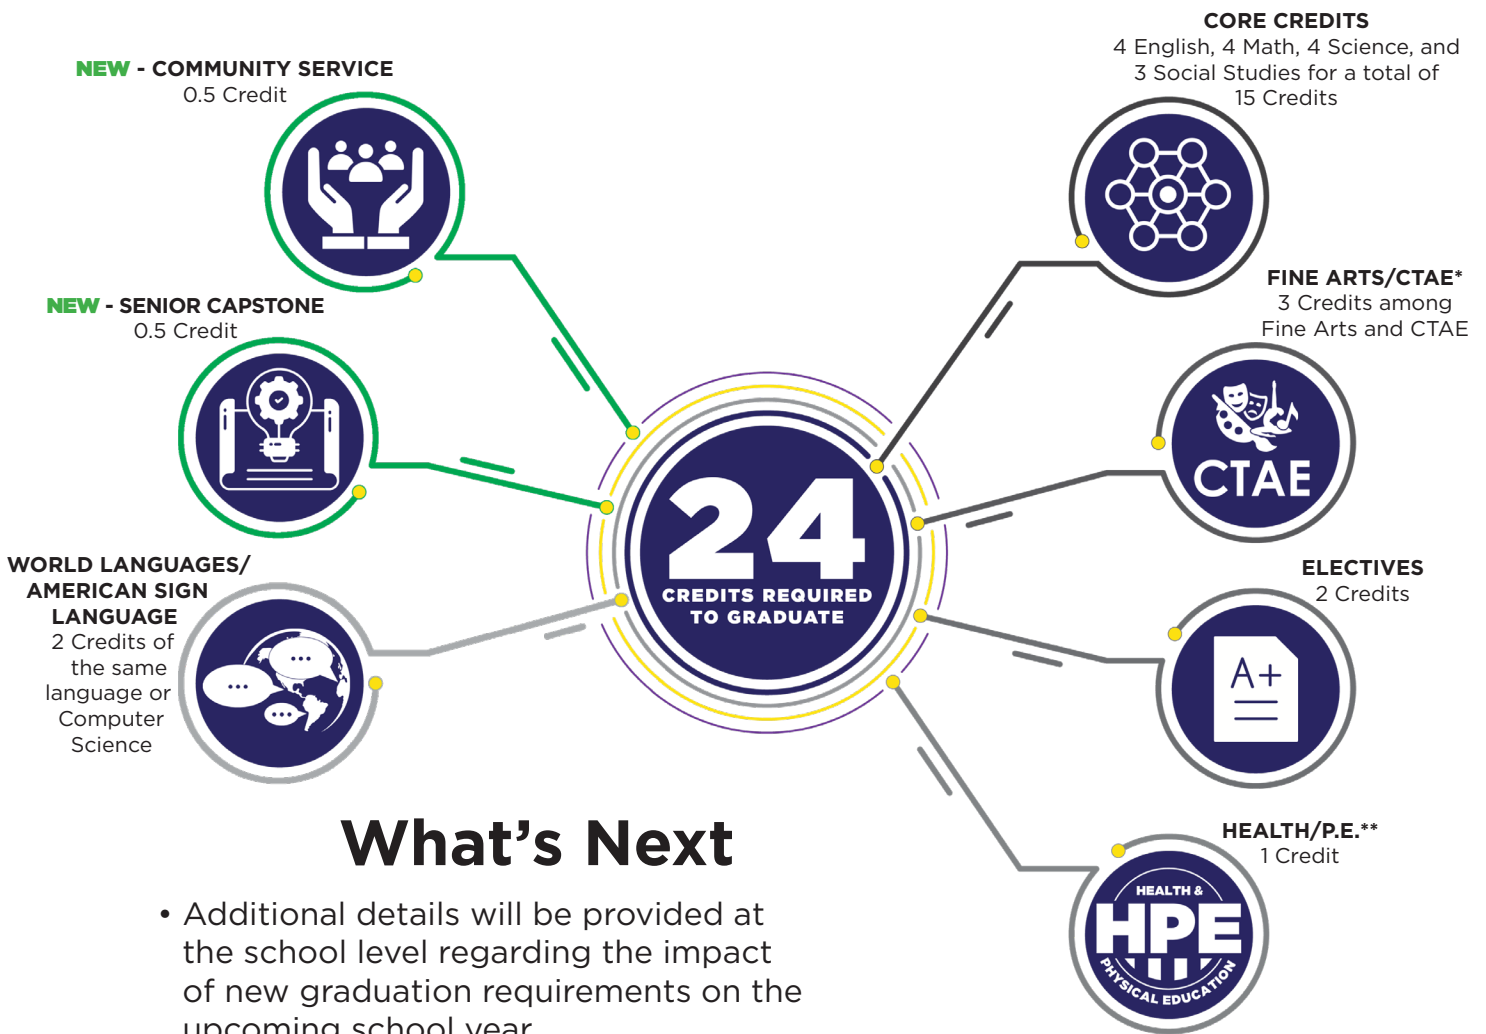 NEW - COMMUNITY SERVICE
0.5 Credit
NEW - SENIOR CAPSTONE
0.5 Credit
WORLD LANGUAGES/
AMERICAN SIGN
LANGUAGE
2 Credits of
the same
language or
Computer
Science
24
CREDITS REQUIRED
TO GRADUATE
CORE CREDITS
4 English, 4 Math, 4 Science, and
3 Social Studies for a total of
15 Credits
FINE ARTS/CTAE*
3 Credits among
Fine Arts and CTAE
CTAE
ELECTIVES
2 Credits
A+
HEALTH/P.E.**
1 Credit
HEALTH &
HPE
PHYSICAL EDUCATION
What's Next
• Additional details will be provided at
the school level regarding the impact
of new graduation requirements on the
upcoming school year